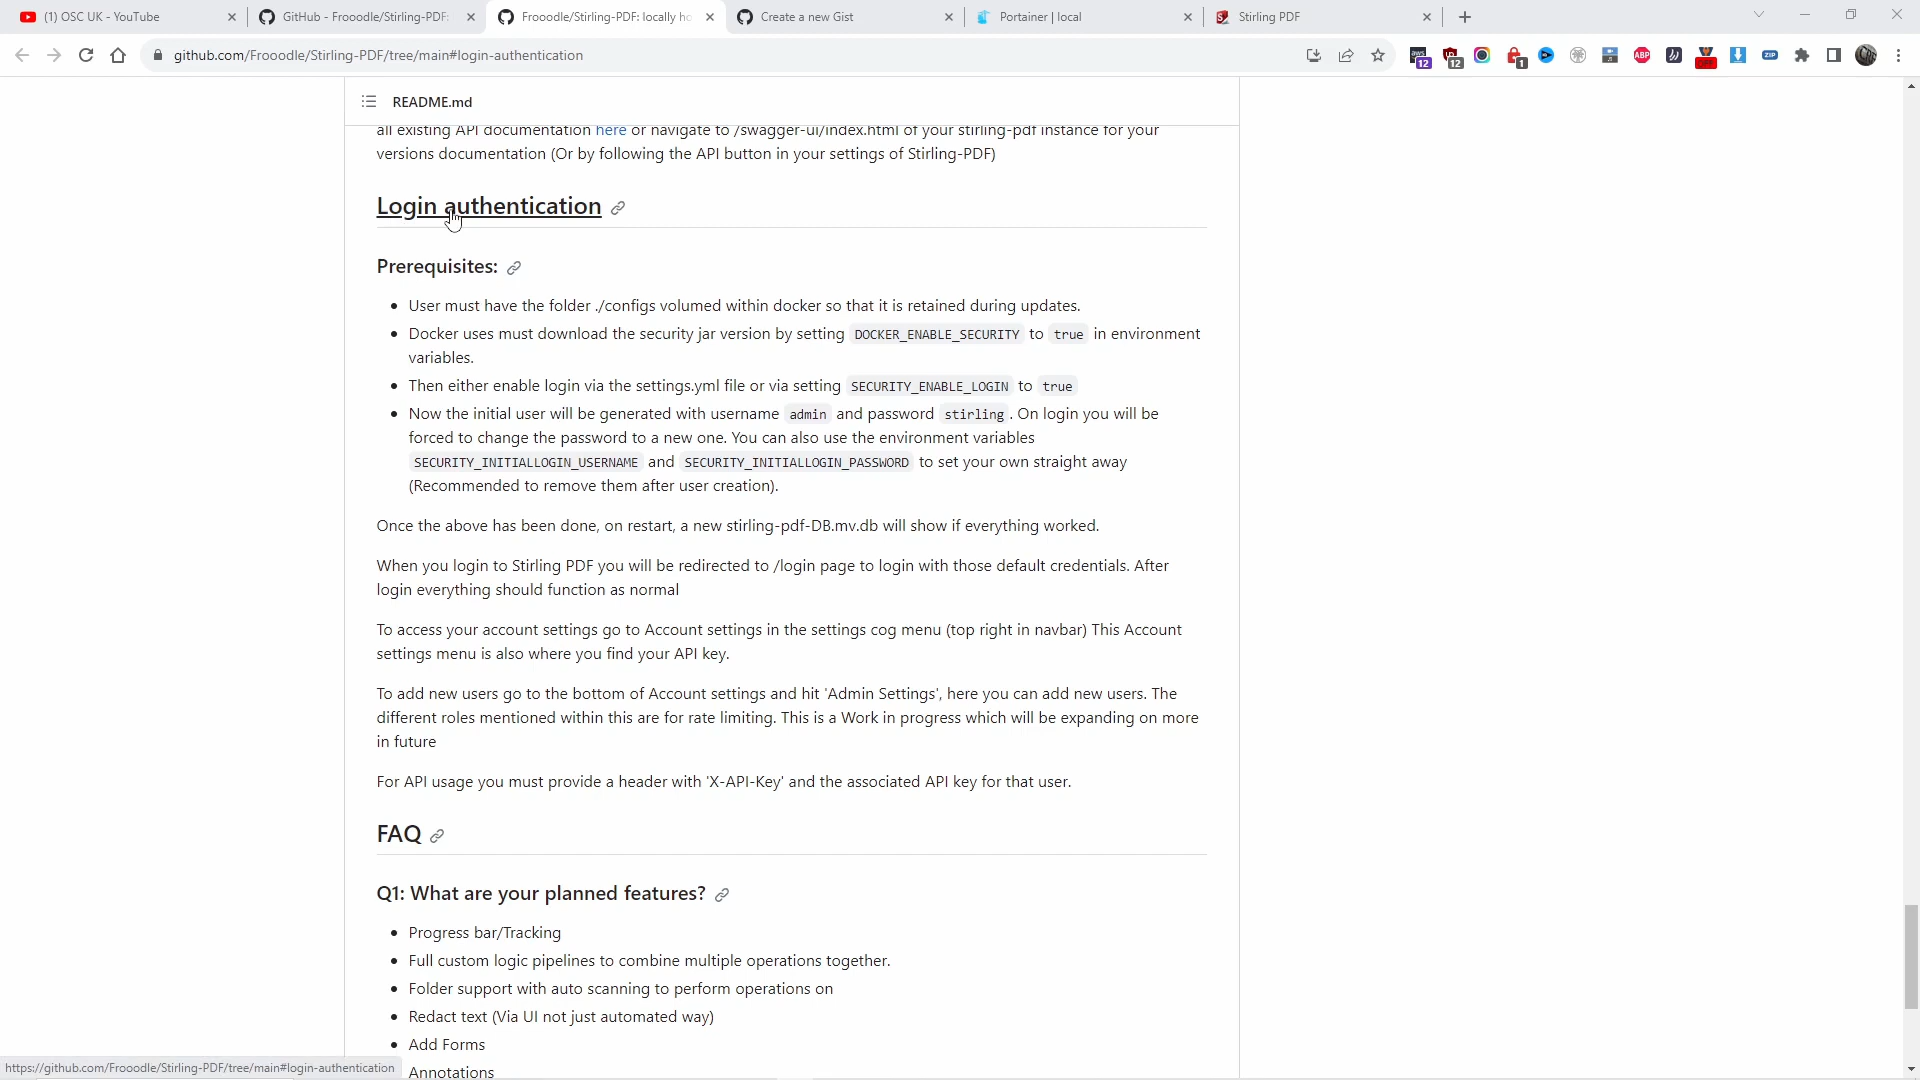 (1) OSC UK - YouTube
GitHub - Frooodle/Stirling-PDF:
Frooodle/Stirling-PDF: locally ho
Create a new Gist
Portainer | local
Stirling PDF
github.com/Frooodle/Stirling-PDF/tree/main#login-authentication
aws
12
12
1
ABP
OFF
ZIP
README.md
all existing API documentation here or navigate to /swagger-ui/index.html of your stirling-pdf instance for your
versions documentation (Or by following the API button in your settings of Stirling-PDF)
Login authentication
Prerequisites:
• User must have the folder ./configs volumed within docker so that it is retained during updates.
• Docker uses must download the security jar version by setting DOCKER_ENABLE_SECURITY to true in environment
variables.
• Then either enable login via the settings.yml file or via setting SECURITY_ENABLE_LOGIN to true
• Now the initial user will be generated with username admin and password stirling . On login you will be
forced to change the password to a new one. You can also use the environment variables
SECURITY_INITIALLOGIN_USERNAME and SECURITY_INITIALLOGIN_PASSWORD to set your own straight away
(Recommended to remove them after user creation).
Once the above has been done, on restart, a new stirling-pdf-DB.mv.db will show if everything worked.
When you login to Stirling PDF you will be redirected to /login page to login with those default credentials. After
login everything should function as normal
To access your account settings go to Account settings in the settings cog menu (top right in navbar) This Account
settings menu is also where you find your API key.
To add new users go to the bottom of Account settings and hit 'Admin Settings', here you can add new users. The
different roles mentioned within this are for rate limiting. This is a Work in progress which will be expanding on more
in future
For API usage you must provide a header with 'X-API-Key' and the associated API key for that user.
FAQ
Q1: What are your planned features?
• Progress bar/Tracking
• Full custom logic pipelines to combine multiple operations together.
• Folder support with auto scanning to perform operations on
• Redact text (Via UI not just automated way)
• Add Forms
Annotations
https://github.com/Frooodle/Stirling-PDF/tree/main#login-authentication